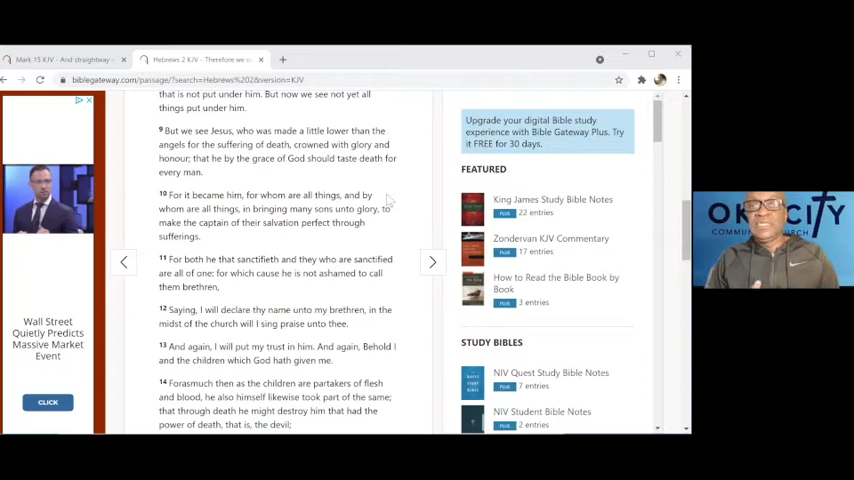 Mark 15 KJV - And straightway
Hebrews 2 KJV - Therefore we
biblegateway.com/passage/?search=Hebrews%202&version=KJV
that is not put under him. But now we see not yet all
things put under him.
9 But we see Jesus, who was made a little lower than the
angels for the suffering of death, crowned with glory and
honour; that he by the grace of God should taste death for
every man.
10 For it became him, for whom are all things, and by
whom are all things, in bringing many sons unto glory, to
make the captain of their salvation perfect through
sufferings.
11 For both he that sanctifieth and they who are sanctified
are all of one: for which cause he is not ashamed to call
them brethren,
12 Saying, I will declare thy name unto my brethren, in the
midst of the church will I sing praise unto thee.
13 And again, I will put my trust in him. And again, Behold I
and the children which God hath given me.
14 Forasmuch then as the children are partakers of flesh
and blood, he also himself likewise took part of the same;
that through death he might destroy him that had the
power of death, that is, the devil;
Wall Street
Quietly Predicts
Massive Market
Event
CLICK
Upgrade your digital Bible study
experience with Bible Gateway Plus. Try
it FREE for 30 days.
FEATURED
King James Study Bible Notes
PLUS 22 entries
Zondervan KJV Commentary
PLUS 17 entries
How to Read the Bible Book by
Book
PLUS 3 entries
STUDY BIBLES
NIV Quest Study Bible Notes
PLUS 7 entries
NIV Student Bible Notes
PLUS 2 entries